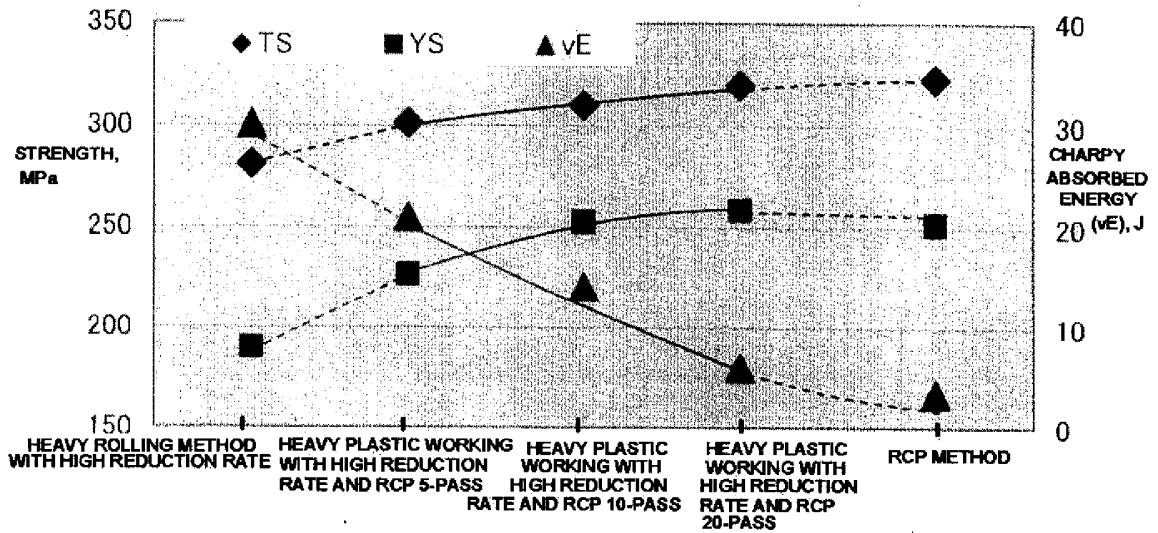 TS YS vE
350
300
250
200
150
STRENGTH,
MPa
40
30
20
10
0
CHARPY
ABSORBED
ENERGY
(vE), J
HEAVY ROLLING METHOD
WITH HIGH REDUCTION RATE
HEAVY PLASTIC WORKING
WITH HIGH REDUCTION
RATE AND RCP 5-PASS
HEAVY PLASTIC
WORKING WITH
HIGH REDUCTION
RATE AND RCP 10-PASS
HEAVY PLASTIC
WORKING WITH
HIGH REDUCTION
RATE AND RCP
20-PASS
RCP METHOD